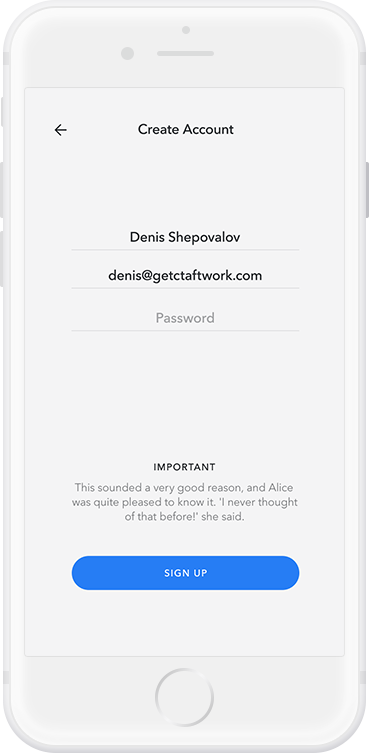 Create Account
Denis Shepovalov
denis@getctaftwork.com
Password
IMPORTANT
This sounded a very good reason, and Alice
was quite pleased to know it. 'I never thought
of that before!' she said.
SIGN UP